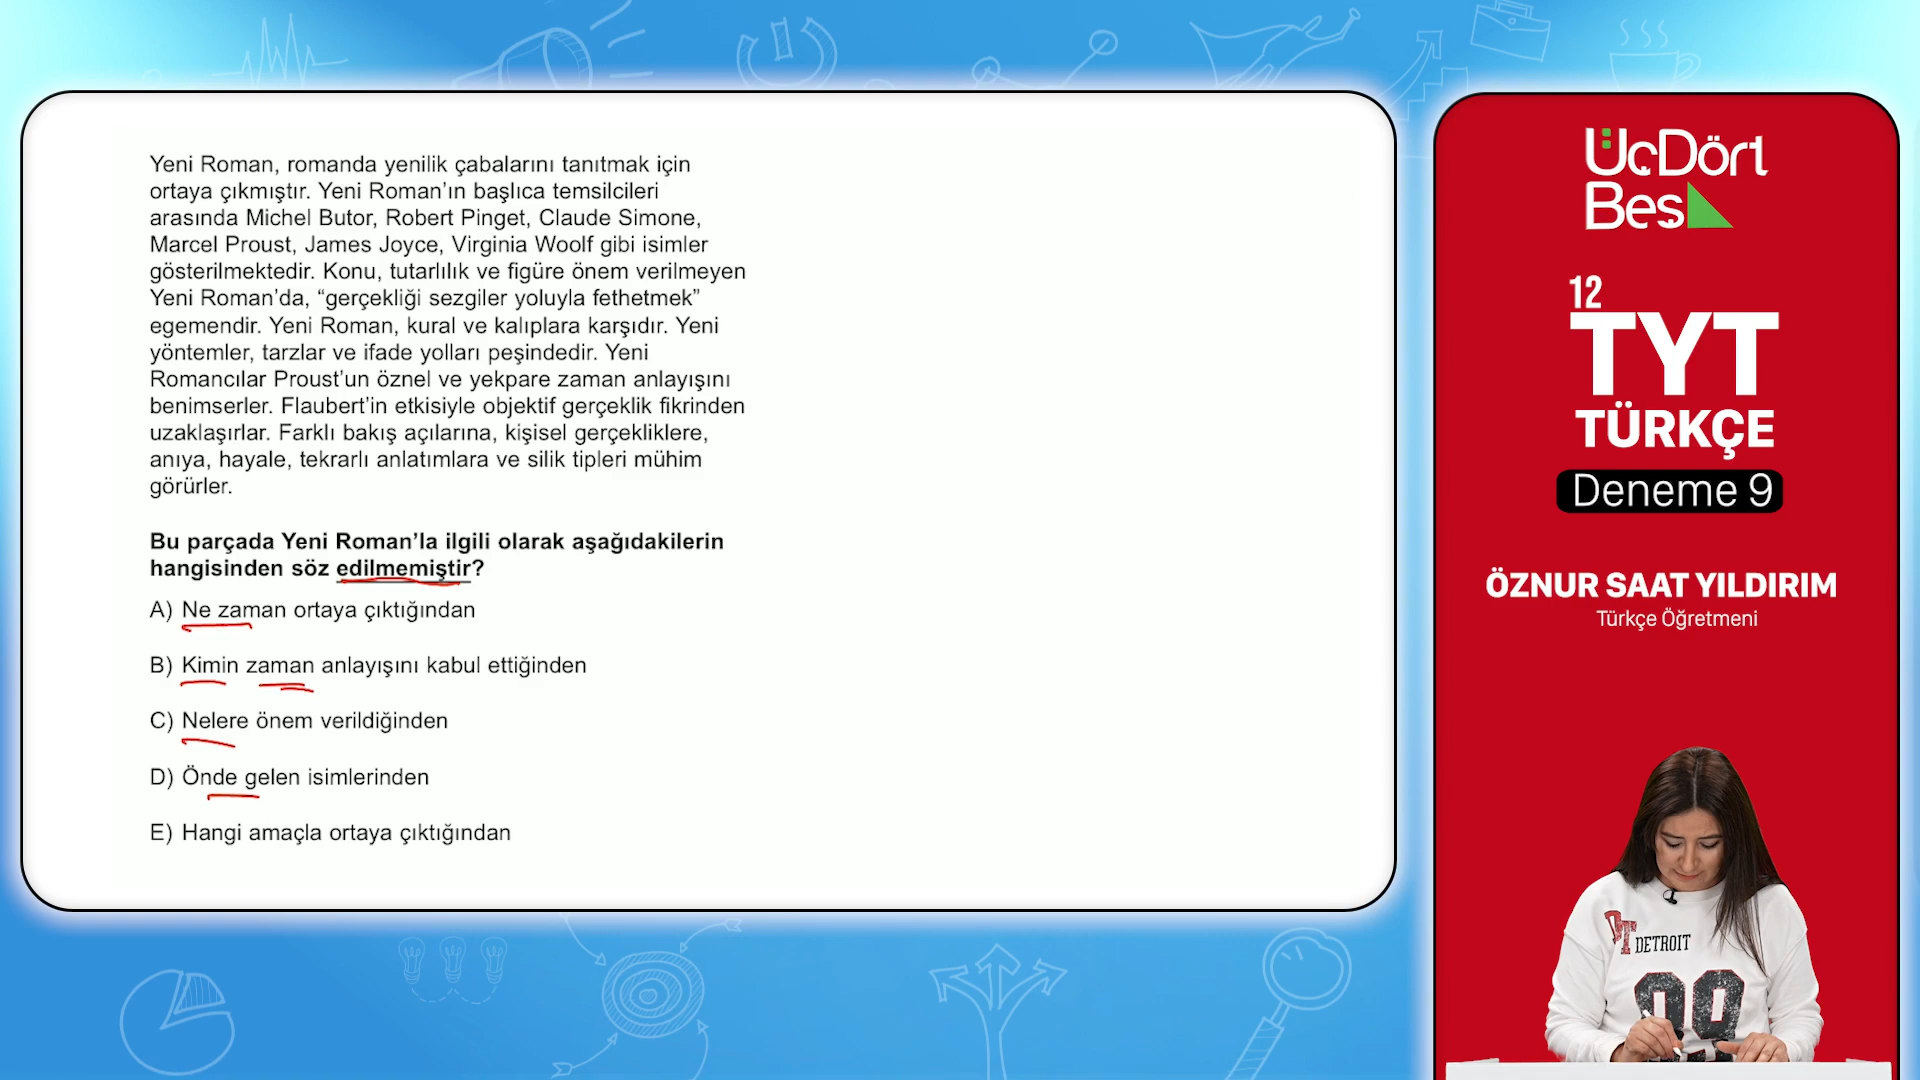 Yeni Roman, romanda yenilik çabalarını tanıtmak için
ortaya çıkmıştır. Yeni Roman’ın başlıca temsilcileri
arasında Michel Butor, Robert Pinget, Claude Simone,
Marcel Proust, James Joyce, Virginia Woolf gibi isimler
gösterilmektedir. Konu, tutarlılık ve figüre önem verilmeyen
Yeni Roman’da, “gerçekliği sezgiler yoluyla fethetmek”
egemendir. Yeni Roman, kural ve kalıplara karşıdır. Yeni
yöntemler, tarzlar ve ifade yolları peşindedir. Yeni
Romancılar Proust’un öznel ve yekpare zaman anlayışını
benimserler. Flaubert’in etkisiyle objektif gerçeklik fikrinden
uzaklaşırlar. Farklı bakış açılarına, kişisel gerçekliklere,
anıya, hayale, tekrarlı anlatımlara ve silik tipleri mühim
görürler.
Bu parçada Yeni Roman’la ilgili olarak aşağıdakilerin
hangisinden söz edilmemiştir?
A) Ne zaman ortaya çıktığından
B) Kimin zaman anlayışını kabul ettiğinden
C) Nelere önem verildiğinden
D) Önde gelen isimlerinden
E) Hangi amaçla ortaya çıktığından
ÜçDört
Beş
12
TYT
TÜRKÇE
Deneme 9
ÖZNUR SAAT YILDIRIM
Türkçe Öğretmeni
DT DETROIT